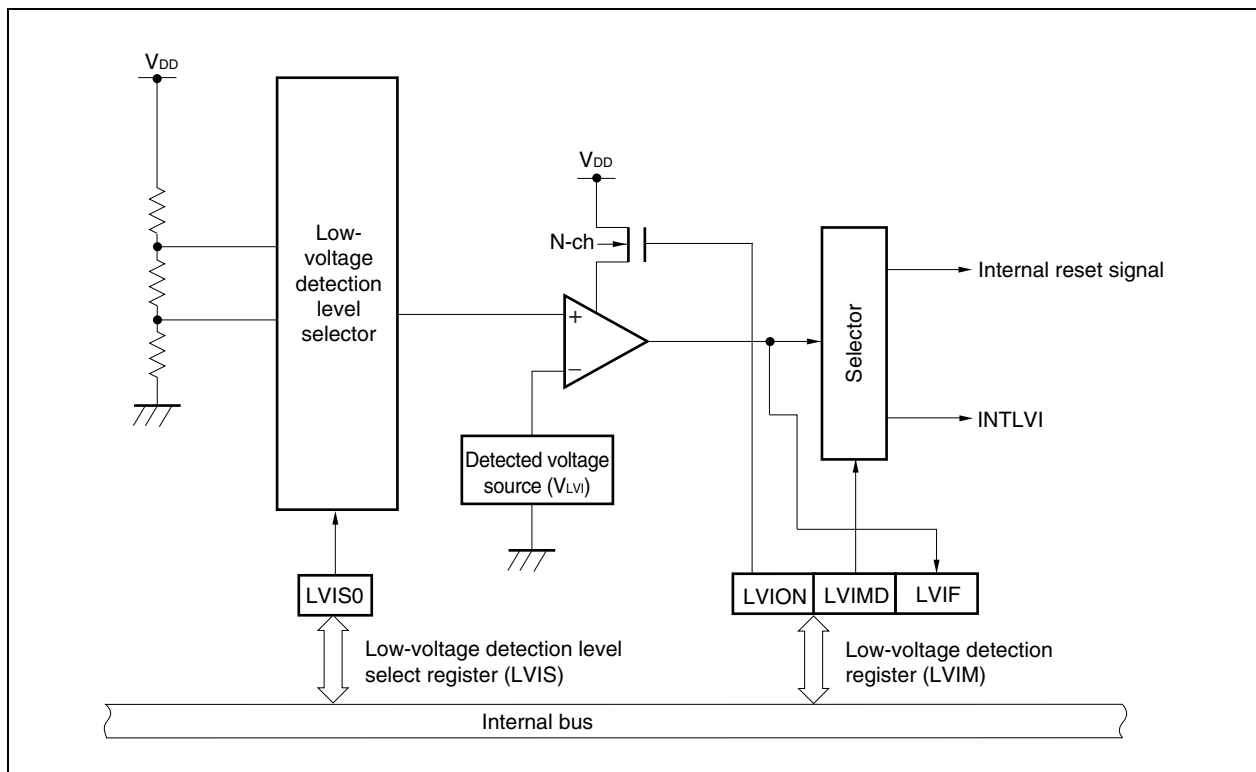 VDD
Low-
voltage
detection
level
selector
VDD
N-ch
+
−
Detected voltage
source (VLVI)
Selector
Internal reset signal
INTLVI
LVIS0
LVION
LVIMD
LVIF
Low-voltage detection level
select register (LVIS)
Low-voltage detection
register (LVIM)
Internal bus